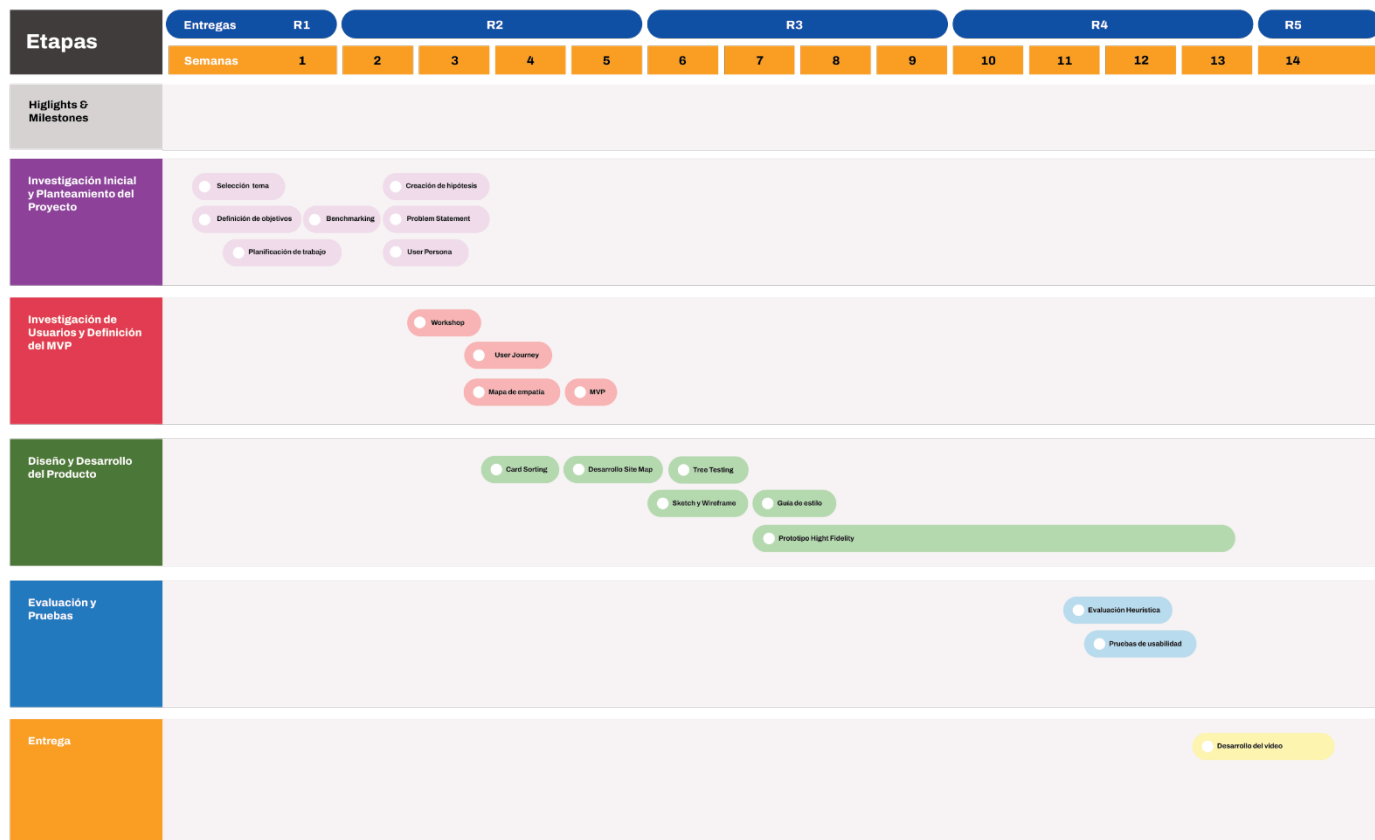 Etapas
Entregas R1 R2 R3 R4 R5
Semanas 1 2 3 4 5 6 7 8 9 10 11 12 13 14
Higlights &
Milestones
Investigación Inicial
y Planteamiento del
Proyecto
Selección tema
Creación de hipótesis
Definición de objetivos
Benchmarking
Problem Statement
Planificación de trabajo
User Persona
Investigación de
Usuarios y Definición
del MVP
Workshop
User Journey
Mapa de empatía
MVP
Diseño y Desarrollo
del Producto
Card Sorting
Desarrollo Site Map
Tree Testing
Sketch y Wireframe
Guía de estilo
Prototipo Hight Fidelity
Evaluación y
Pruebas
Evaluación Heurística
Pruebas de usabilidad
Entrega
Desarrollo del vídeo